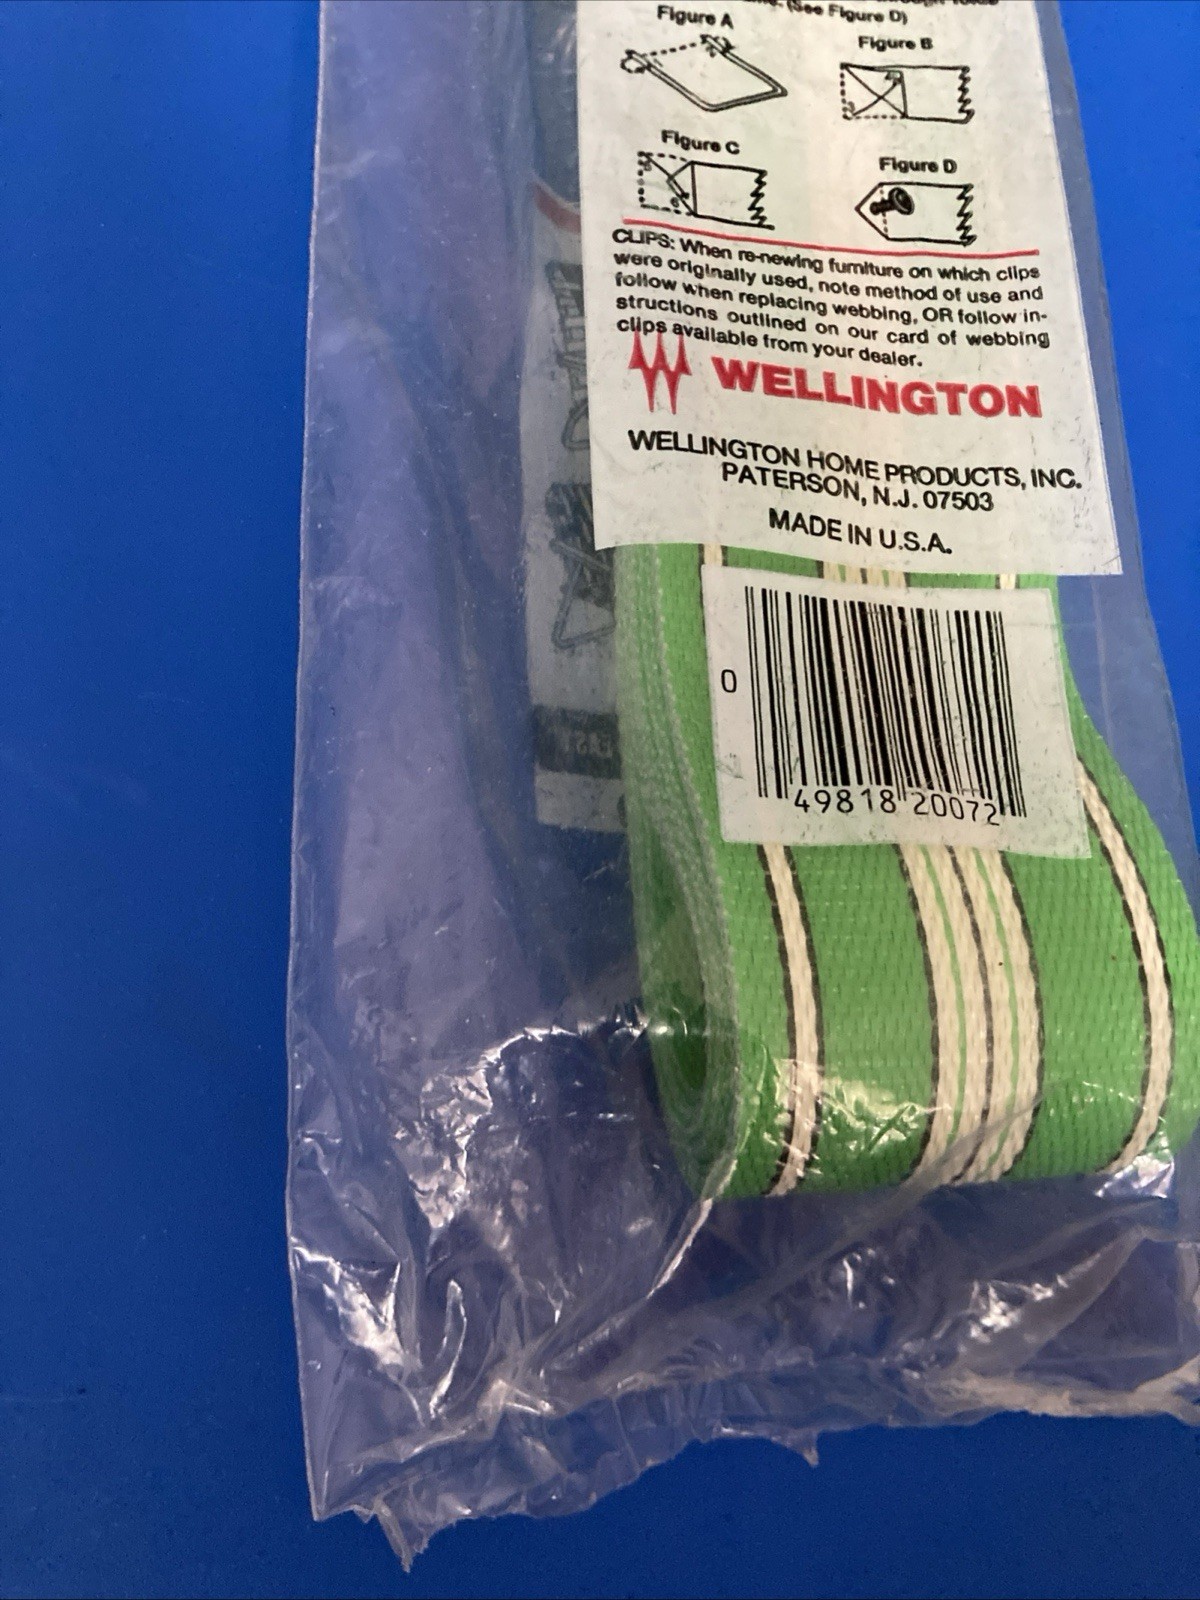 (See Figure D)
Figure A
Figure B
Figure C
Figure D
CLIPS: When re-newing furniture on which clips
were originally used, note method of use and
follow when replacing webbing, OR follow in-
structions outlined on our card of webbing
clips available from your dealer.
WELLINGTON
WELLINGTON HOME PRODUCTS, INC.
PATERSON, N.J. 07503
MADE IN U.S.A.
0
49818 20072